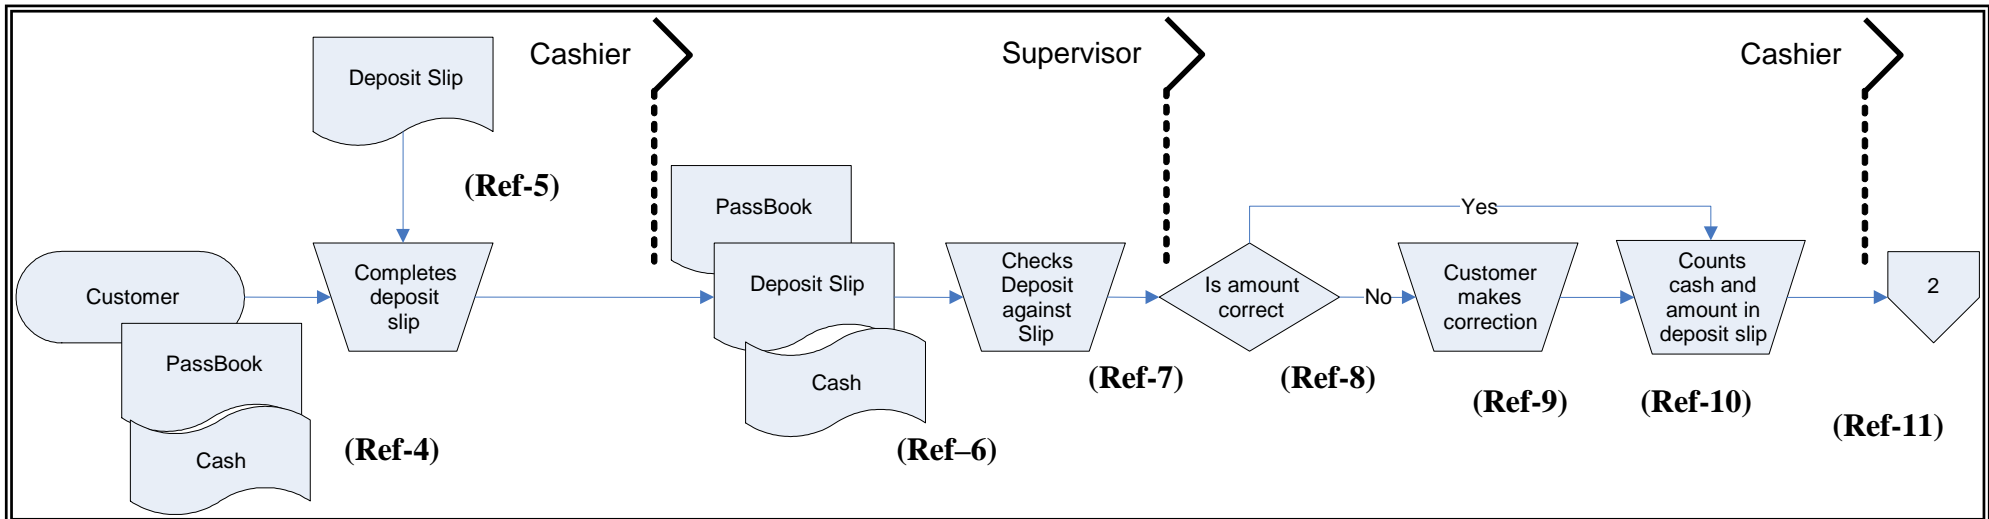 Cashier
Supervisor
Cashier
Deposit Slip
(Ref-5)
Customer
PassBook
Cash
(Ref-4)
Completes
deposit
slip
PassBook
Deposit Slip
Cash
(Ref–6)
Checks
Deposit
against
Slip
(Ref-7)
Is amount
correct
(Ref-8)
Yes
No
Customer
makes
correction
(Ref-9)
Counts
cash and
amount in
deposit slip
(Ref-10)
2
(Ref-11)